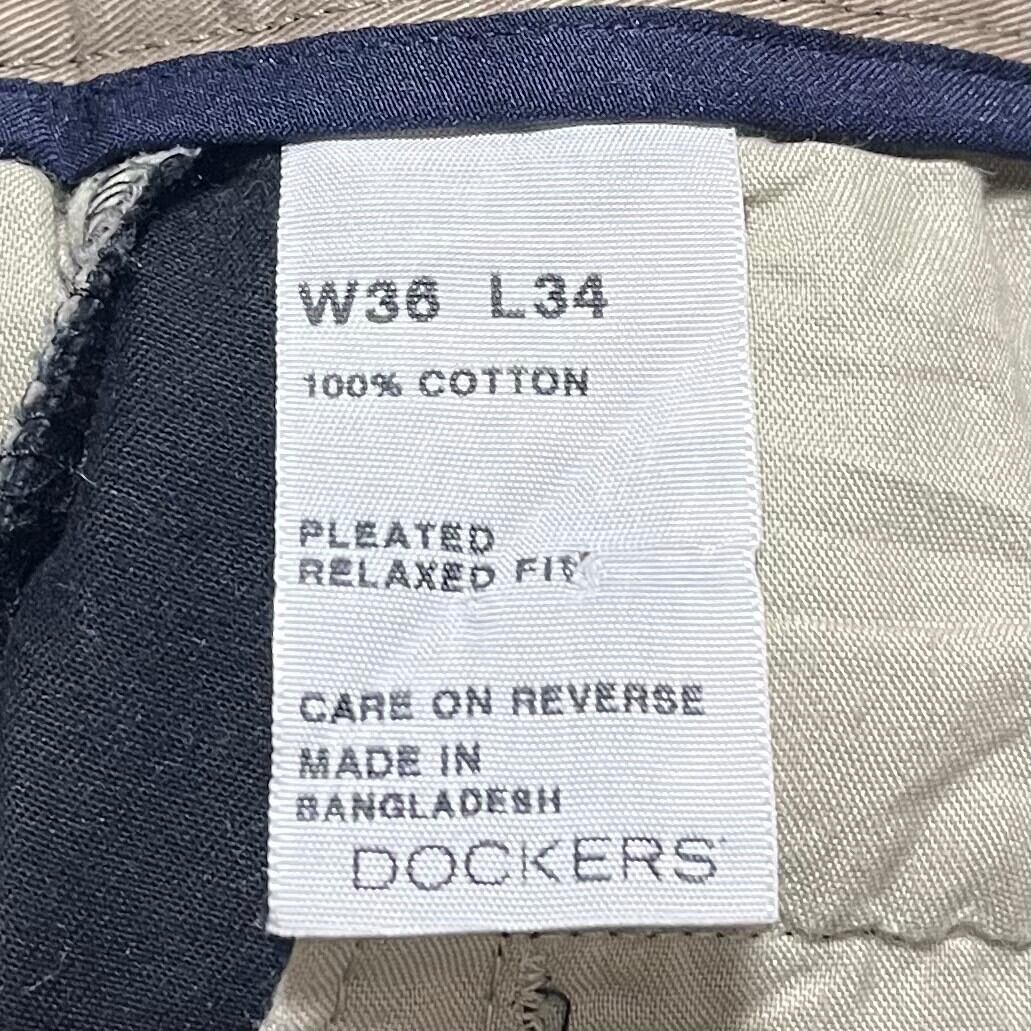 W36 L34
100% COTTON
PLEATED
RELAXED FIT
CARE ON REVERSE
MADE IN
BANGLADESH
DOCKERS